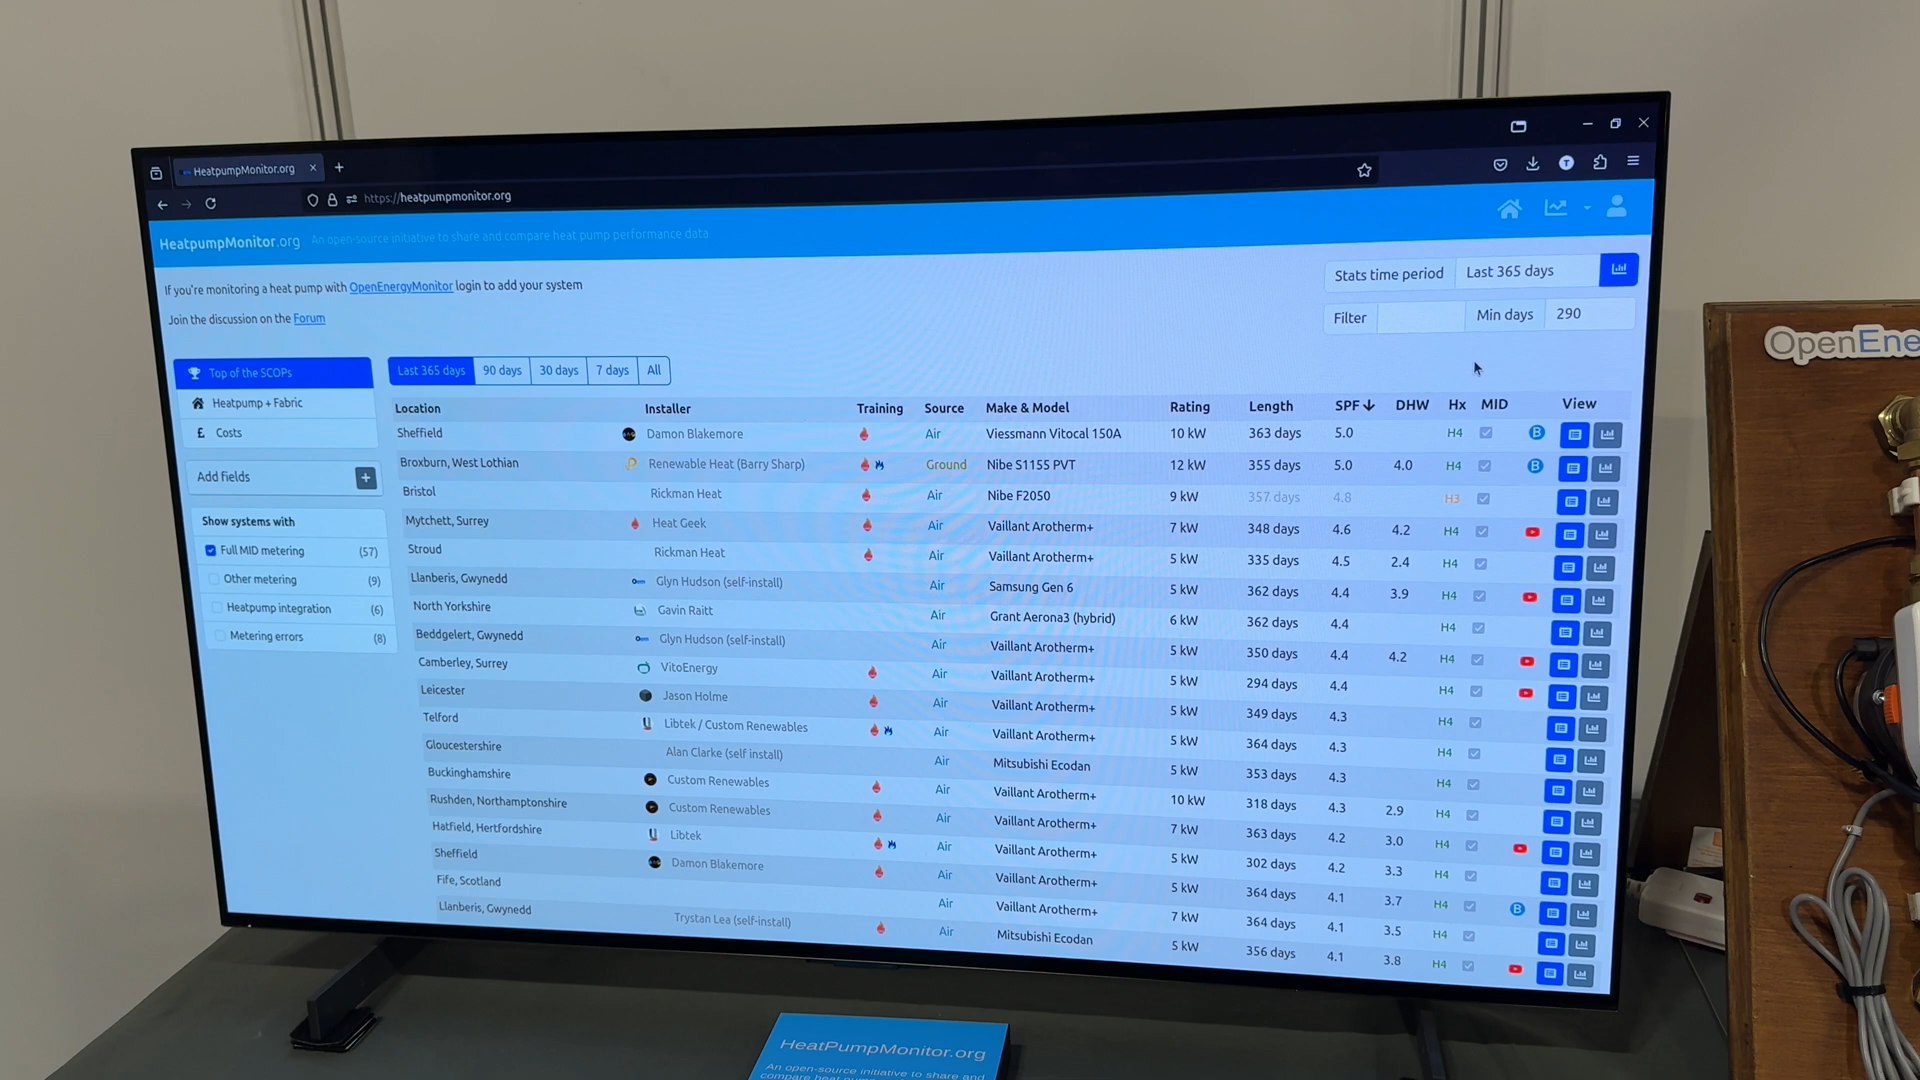 HeatpumpMonitor.org
https://heatpumpmonitor.org
HeatpumpMonitor.org An open-source initiative to share and compare heat pump performance data
If you're monitoring a heat pump with OpenEnergyMonitor login to add your system
Join the discussion on the Forum
Stats time period Last 365 days
Filter Min days 290
Top of the SCOPs
Heatpump + Fabric
£ Costs
Add fields +
Show systems with
Full MID metering (57)
Other metering (9)
Heatpump integration (6)
Metering errors (8)
Last 365 days 90 days 30 days 7 days All
Location Installer Training Source Make & Model Rating Length SPF DHW Hx MID View
Sheffield Damon Blakemore Air Viessmann Vitocal 150A 10 kW 363 days 5.0 H4 B
Broxburn, West Lothian Renewable Heat (Barry Sharp) Ground Nibe S1155 PVT 12 kW 355 days 5.0 4.0 H4 B
Bristol Rickman Heat Air Nibe F2050 9 kW 357 days 4.8 H3
Mytchett, Surrey Heat Geek Air Vaillant Arotherm+ 7 kW 348 days 4.6 4.2 H4
Stroud Rickman Heat Air Vaillant Arotherm+ 5 kW 335 days 4.5 2.4 H4
Llanberis, Gwynedd Glyn Hudson (self-install) Air Samsung Gen 6 5 kW 362 days 4.4 3.9 H4
North Yorkshire Gavin Raitt Air Grant Aerona3 (hybrid) 6 kW 362 days 4.4 H4
Beddgelert, Gwynedd Glyn Hudson (self-install) Air Vaillant Arotherm+ 5 kW 350 days 4.4 4.2 H4
Camberley, Surrey VitoEnergy Air Vaillant Arotherm+ 5 kW 294 days 4.4 H4
Leicester Jason Holme Air Vaillant Arotherm+ 5 kW 349 days 4.3 H4
Telford Libtek / Custom Renewables Air Vaillant Arotherm+ 5 kW 364 days 4.3 H4
Gloucestershire Alan Clarke (self install) Air Mitsubishi Ecodan 5 kW 353 days 4.3 H4
Buckinghamshire Custom Renewables Air Vaillant Arotherm+ 10 kW 318 days 4.3 2.9 H4
Rushden, Northamptonshire Custom Renewables Air Vaillant Arotherm+ 7 kW 363 days 4.2 3.0 H4
Hatfield, Hertfordshire Libtek Air Vaillant Arotherm+ 5 kW 302 days 4.2 3.3 H4
Sheffield Damon Blakemore Air Vaillant Arotherm+ 5 kW 364 days 4.1 3.7 H4 B
Fife, Scotland Air Vaillant Arotherm+ 7 kW 364 days 4.1 3.5 H4
Llanberis, Gwynedd Trystan Lea (self-install) Air Mitsubishi Ecodan 5 kW 356 days 4.1 3.8 H4
OpenEne
HeatPumpMonitor.org
An open-source initiative to share and
compare heat pump